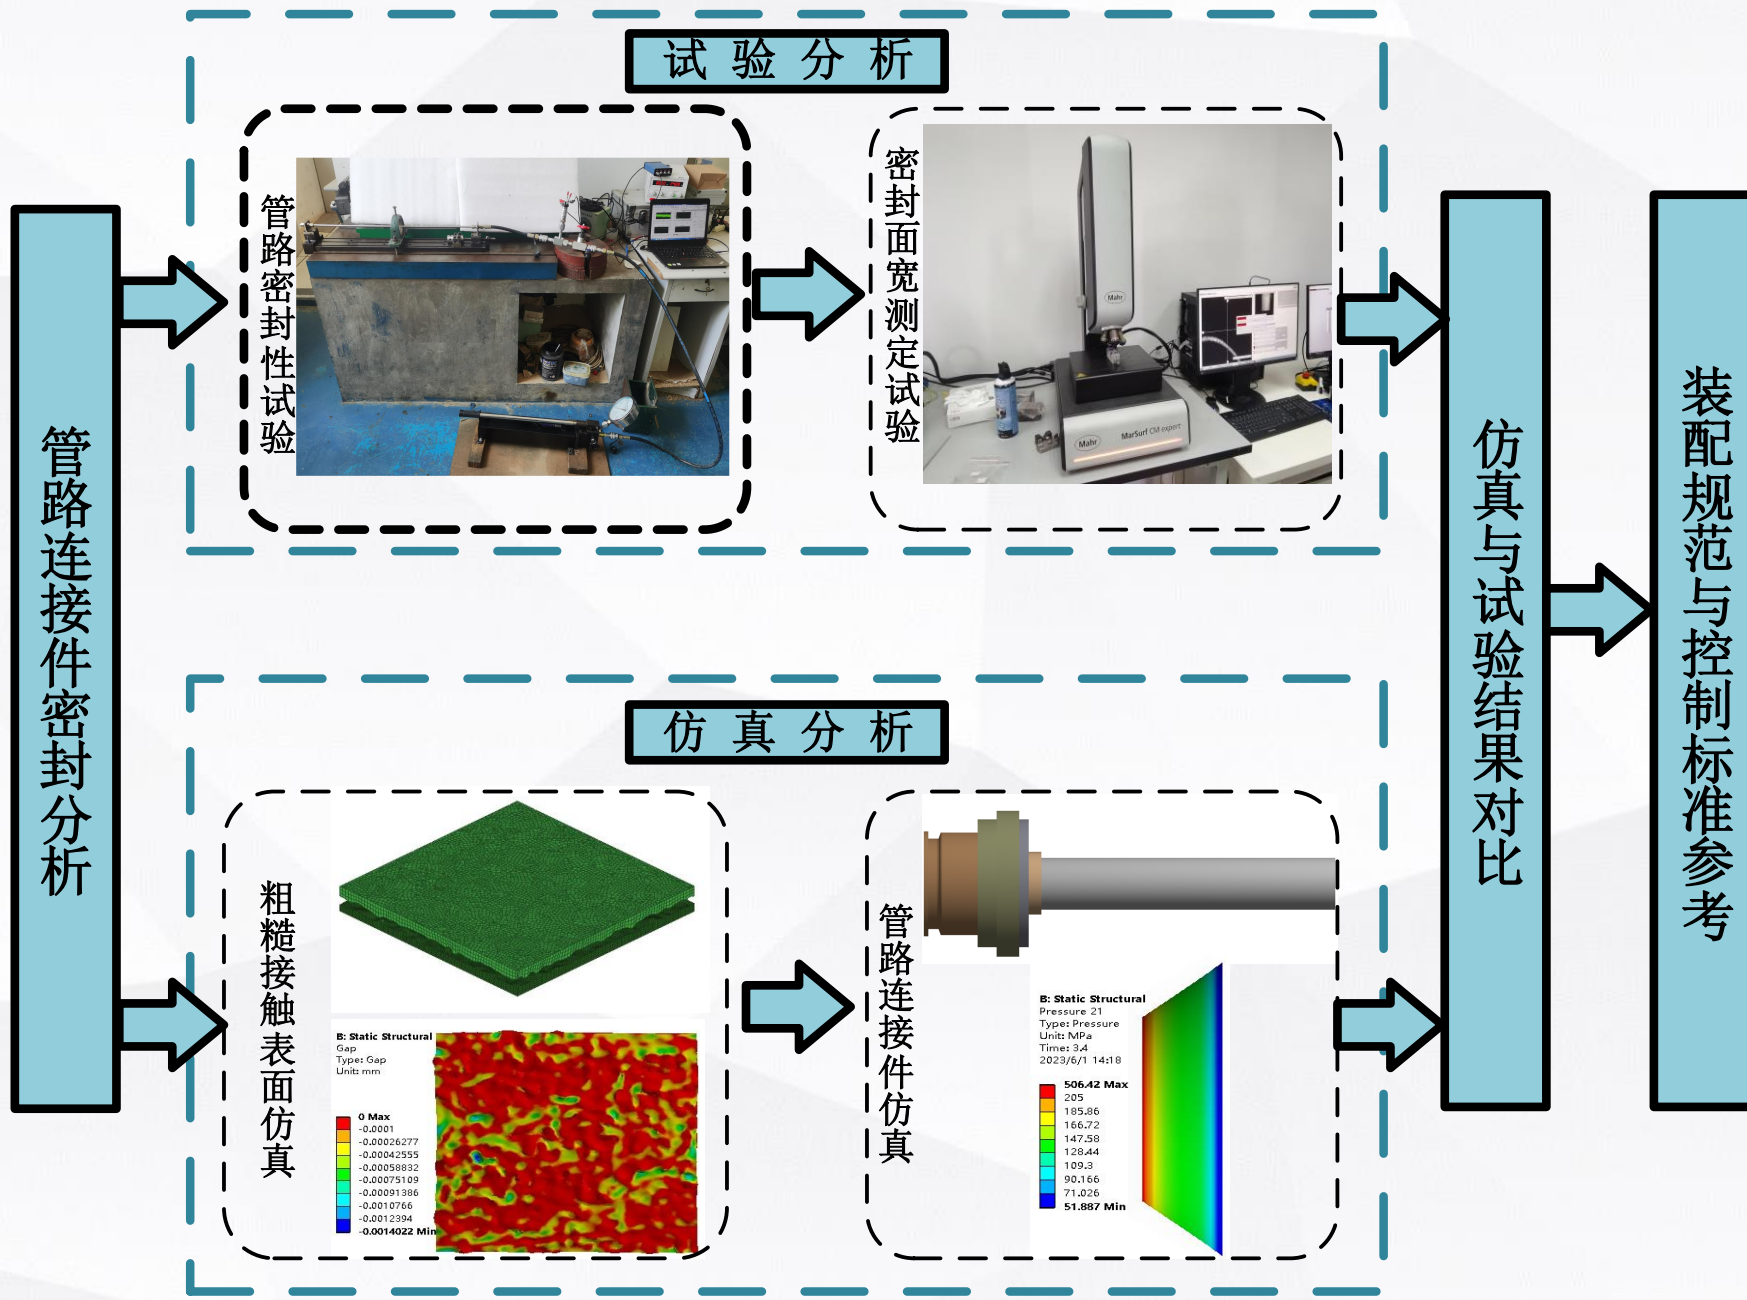 试验分析
管路连接件密封分析
管路密封性试验
密封面宽测定试验
Mahr
Mahr
MarSurf CM expert
仿真与试验结果对比
装配规范与控制标准参考
仿真分析
粗糙接触表面仿真
B: Static Structural
Gap
Type: Gap
Unit: mm
0 Max
-0.0001
-0.00026277
-0.00042555
-0.00058832
-0.00075109
-0.00091386
-0.0010766
-0.0012394
-0.0014022 Min
管路连接件仿真
B: Static Structural
Pressure 21
Type: Pressure
Unit: MPa
Time: 3.4
2023/6/1 14:18
506.42 Max
205
185.86
166.72
147.58
128.44
109.3
90.166
71.026
51.887 Min